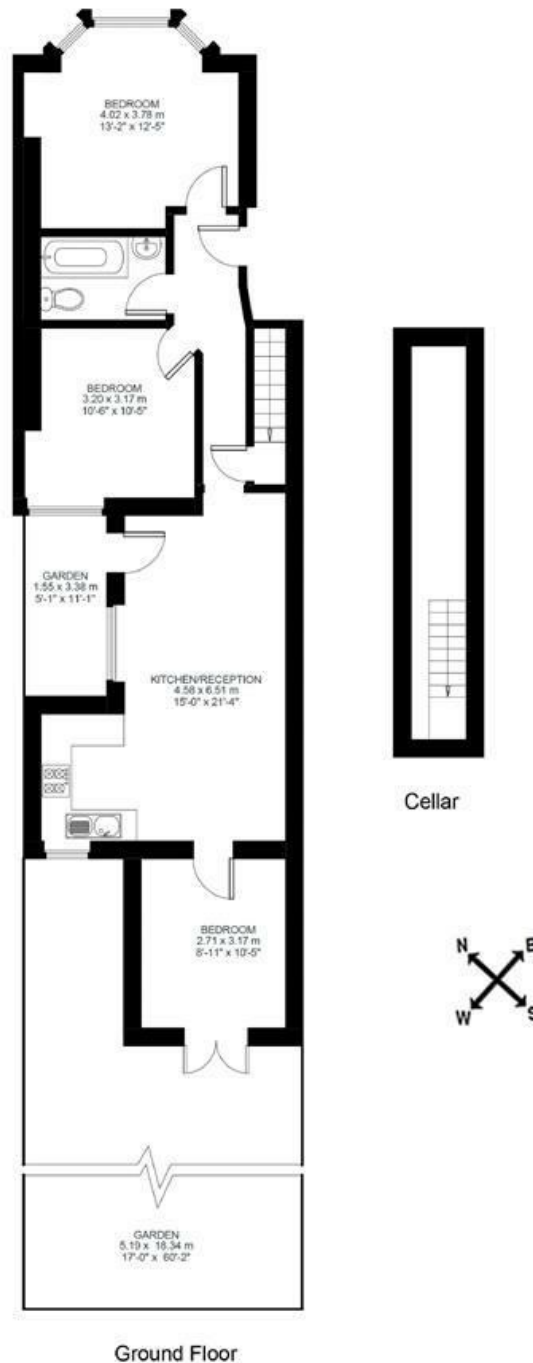 BEDROOM
4.02 x 3.78 m
13'-2" x 12'-5"
BEDROOM
3.20 x 3.17 m
10'-6" x 10'-5"
GARDEN
1.55 x 3.38 m
5'-1" x 11'-1"
KITCHEN/RECEPTION
4.58 x 6.51 m
15'-0" x 21'-4"
Cellar
BEDROOM
2.71 x 3.17 m
8'-11" x 10'-5"
N
E
W
S
GARDEN
5.19 x 18.34 m
17'-0" x 60'-2"
Ground Floor